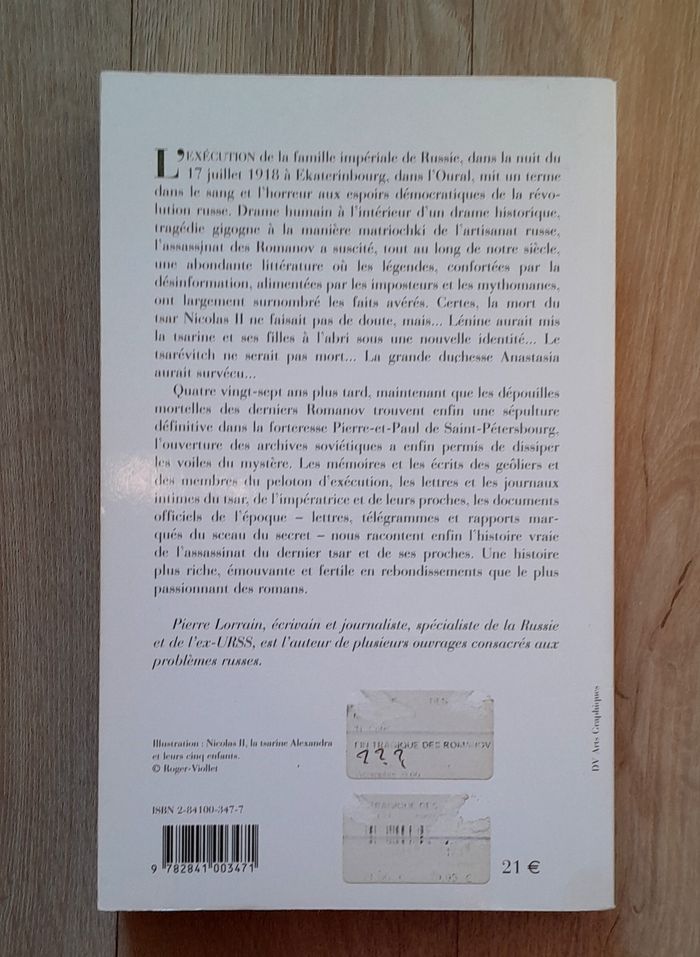 L'EXÉCUTION de la famille impériale de Russie, dans la nuit du
17 juillet 1918 à Ekaterinbourg, dans l'Oural, mit un terme
dans le sang et l'horreur aux espoirs démocratiques de la révo-
lution russe. Drame humain à l'intérieur d'un drame historique,
tragédie gigogne à la manière matriochki de l'artisanat russe,
l'assassinat des Romanov a suscité, tout au long de notre siècle,
une abondante littérature où les légendes, confortées par la
désinformation, alimentées par les imposteurs et les mythomanes,
ont largement surnombré les faits avérés. Certes, la mort du
tsar Nicolas II ne faisait pas de doute, mais... Lénine aurait mis
la tsarine et ses filles à l'abri sous une nouvelle identité... Le
tsarévitch ne serait pas mort... La grande duchesse Anastasia
aurait survécu...
Quatre vingt-sept ans plus tard, maintenant que les dépouilles
mortelles des derniers Romanov trouvent enfin une sépulture
définitive dans la forteresse Pierre-et-Paul de Saint-Pétersbourg,
l'ouverture des archives soviétiques a enfin permis de dissiper
les voiles du mystère. Les mémoires et les écrits des geôliers et
des membres du peloton d'exécution, les lettres et les journaux
intimes du tsar, de l'impératrice et de leurs proches, les documents
officiels de l'époque – lettres, télégrammes et rapports mar-
qués du sceau du secret – nous racontent enfin l'histoire vraie
de l'assassinat du dernier tsar et de ses proches. Une histoire
plus riche, émouvante et fertile en rebondissements que le plus
passionnant des romans.
Pierre Lorrain, écrivain et journaliste, spécialiste de la Russie
et de l'ex-URSS, est l'auteur de plusieurs ouvrages consacrés aux
problèmes russes.
Illustration : Nicolas II, la tsarine Alexandra
et leurs cinq enfants.
© Roger-Viollet
DES
FIN TRAGIQUE DES ROMANOV
???
ISBN 2-84100-347-7
TRAGIQUE DES
9 782841 003471
21 €
DV Arts Graphiques